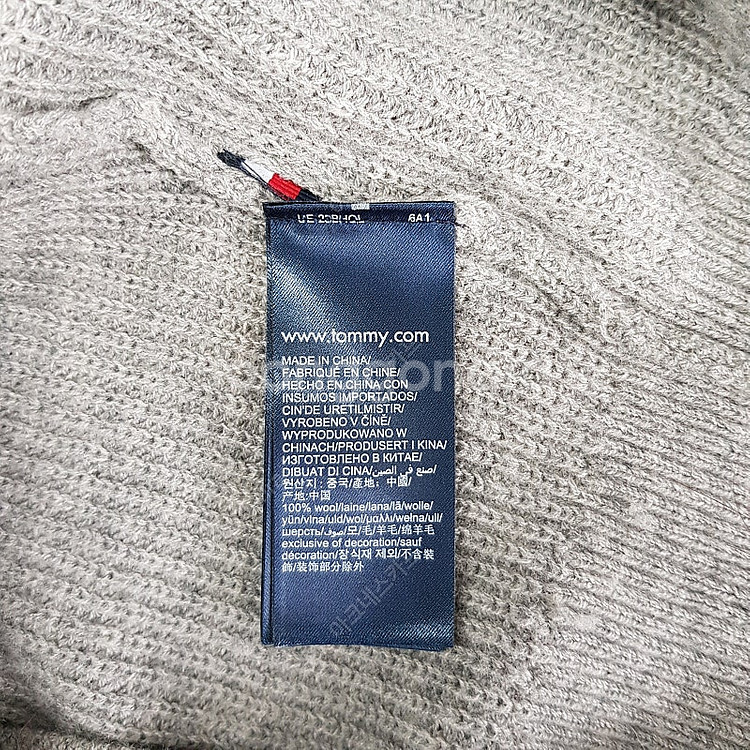 6A1
www.tommy.com
MADE IN CHINA/
FABRIQUÉ EN CHINE/
HECHO EN CHINA CON
INSUMOS IMPORTADOS/
CIN'DE URETILMISTIR/
VYROBENO V ČÍNĚ/
WYPRODUKOWANO W
CHINACH/PRODUSERT I KINA/
ИЗГОТОВЛЕНО В КИТАЕ/
DIBUAT DI CINA/صنع في الصين/
원산지 : 중국/產地、中國/
产地:中国
100% wool/laine/lana/lã/wolle/
yün/vlna/uld/wol/μαλλι/wełna/ull/
шерсть/صوف/모/毛/羊毛/绵羊毛
exclusive of decoration/sauf
décoration/장식재 제외/不含裝
飾/装饰部分除外